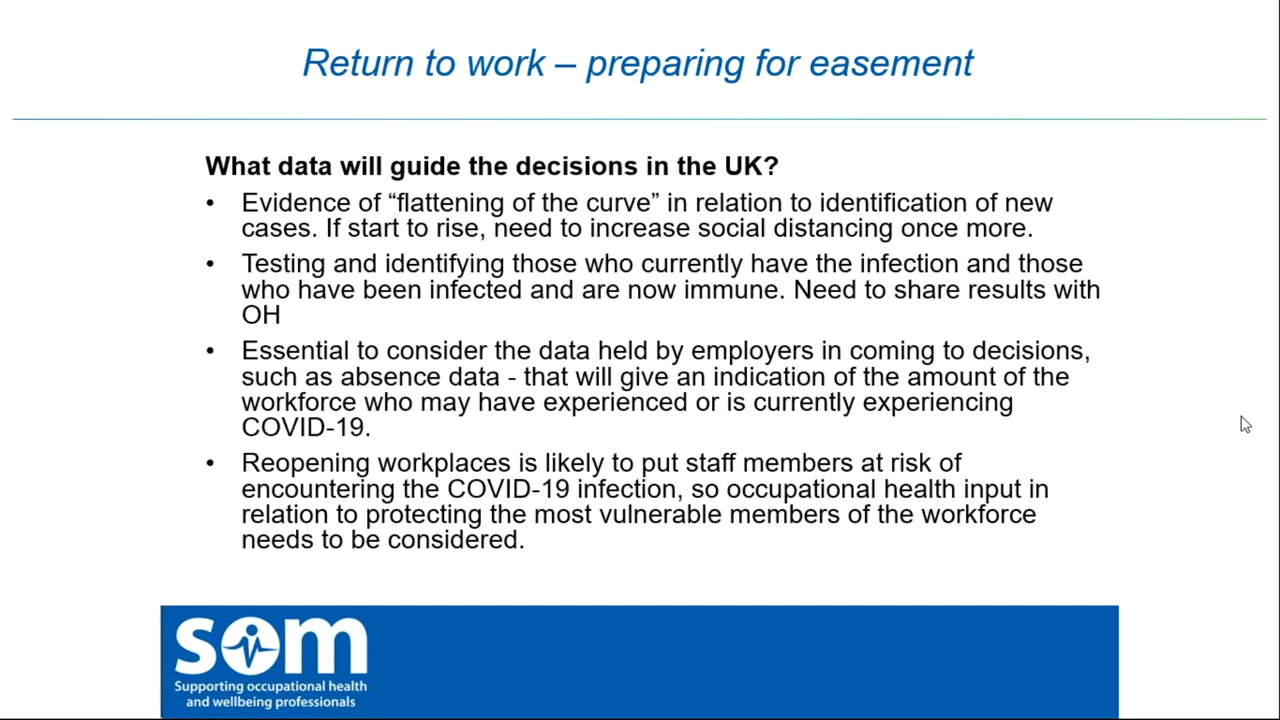 Return to work – preparing for easement
What data will guide the decisions in the UK?
• Evidence of “flattening of the curve” in relation to identification of new
cases. If start to rise, need to increase social distancing once more.
• Testing and identifying those who currently have the infection and those
who have been infected and are now immune. Need to share results with
OH
• Essential to consider the data held by employers in coming to decisions,
such as absence data - that will give an indication of the amount of the
workforce who may have experienced or is currently experiencing
COVID-19.
• Reopening workplaces is likely to put staff members at risk of
encountering the COVID-19 infection, so occupational health input in
relation to protecting the most vulnerable members of the workforce
needs to be considered.
som
Supporting occupational health
and wellbeing professionals